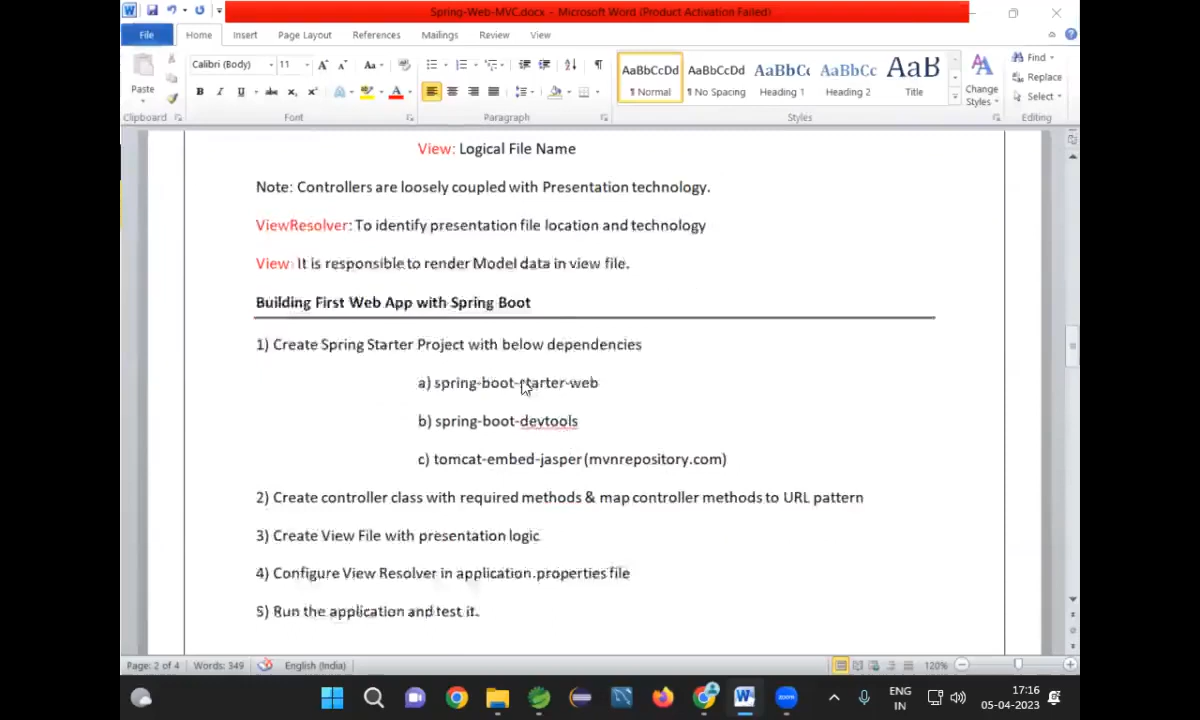 Spring-Web-MVC.docx - Microsoft Word (Product Activation Failed)
File Home Insert Page Layout References Mailings Review View
Calibri (Body) 11
Paste
B I U abc
AaBbCcDd AaBbCcDd AaBbCc AaBbCc AaB
¶ Normal ¶ No Spacing Heading 1 Heading 2 Title
Change Styles
Find
Replace
Select
Clipboard Font Paragraph Styles Editing
View: Logical File Name
Note: Controllers are loosely coupled with Presentation technology.
ViewResolver: To identify presentation file location and technology
View: It is responsible to render Model data in view file.
Building First Web App with Spring Boot
1) Create Spring Starter Project with below dependencies
a) spring-boot-starter-web
b) spring-boot-devtools
c) tomcat-embed-jasper (mvnrepository.com)
2) Create controller class with required methods & map controller methods to URL pattern
3) Create View File with presentation logic
4) Configure View Resolver in application.properties file
5) Run the application and test it.
Page: 2 of 4 Words: 349 English (India) 120%
ENG
IN
17:16
05-04-2023